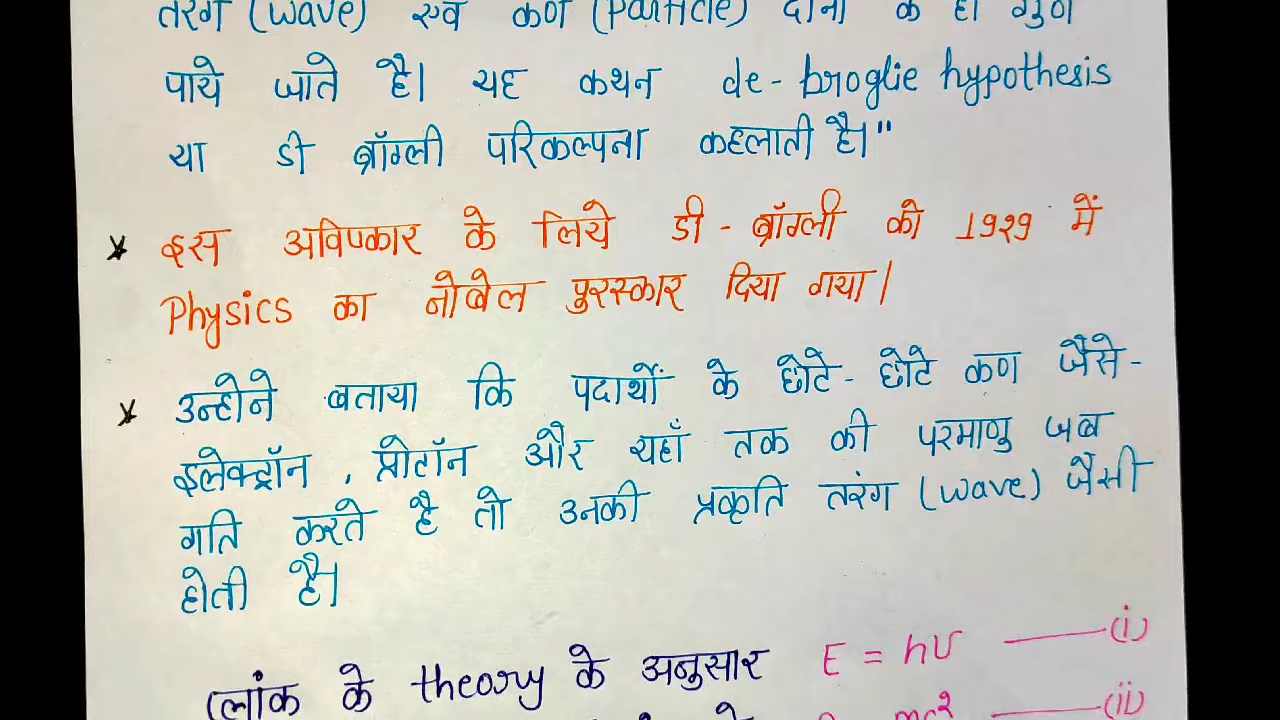 तरंग (wave) एवं कण (Particle) दोनों के ही गुण
पाये जाते है। यह कथन de-broglie hypothesis
या डी ब्रॉग्ली परिकल्पना कहलाती है।"
* इस अविष्कार के लिये डी-ब्रॉग्ली को 1929 में
Physics का नोबेल पुरस्कार दिया गया।
* उन्होने बताया कि पदार्थों के छोटे-छोटे कण जैसे-
इलेक्ट्रॉन, प्रोटॉन और यहाँ तक की परमाणु जब
गति करते है तो उनकी प्रकृति तरंग (wave) जैसी
होती है।
प्लांक के theory के अनुसार E = hν ——(i)
mc² ——(ii)